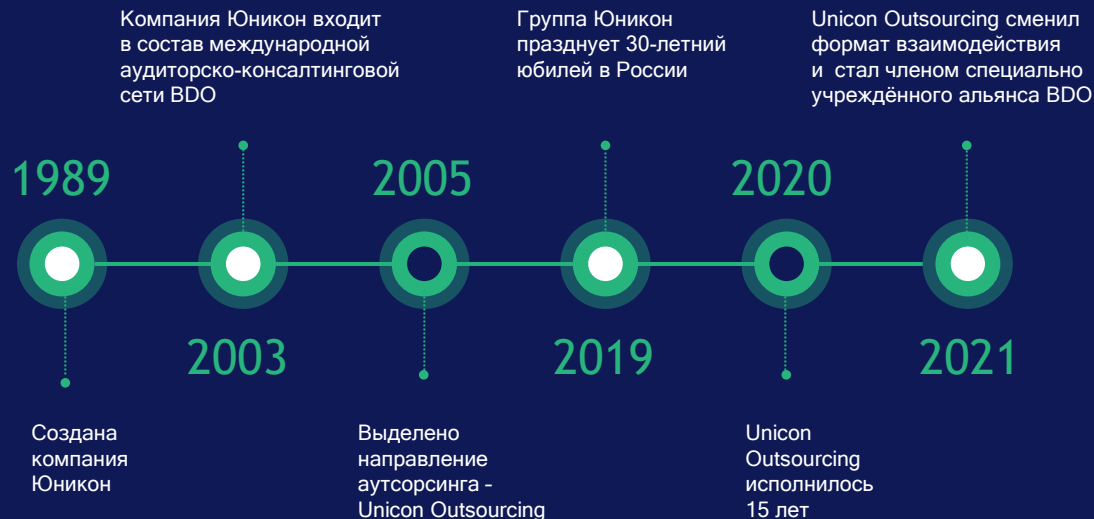 Компания Юникон входит
в состав международной
аудиторско-консалтинговой
сети BDO
Группа Юникон
празднует 30-летний
юбилей в России
Unicon Outsourcing сменил
формат взаимодействия
и стал членом специально
учреждённого альянса BDO
1989
2005
2020
2003
2019
2021
Создана
компания
Юникон
Выделено
направление
аутсорсинга –
Unicon Outsourcing
Unicon
Outsourcing
исполнилось
15 лет